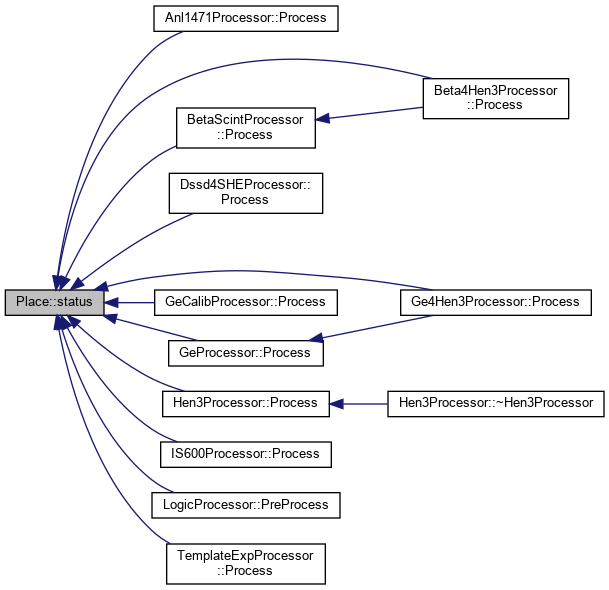 Anl1471Processor::Process
Beta4Hen3Processor
::Process
BetaScintProcessor
::Process
Dssd4SHEProcessor::
Process
Place::status
GeCalibProcessor::Process
Ge4Hen3Processor::Process
GeProcessor::Process
Hen3Processor::Process
Hen3Processor::~Hen3Processor
IS600Processor::Process
LogicProcessor::PreProcess
TemplateExpProcessor
::Process